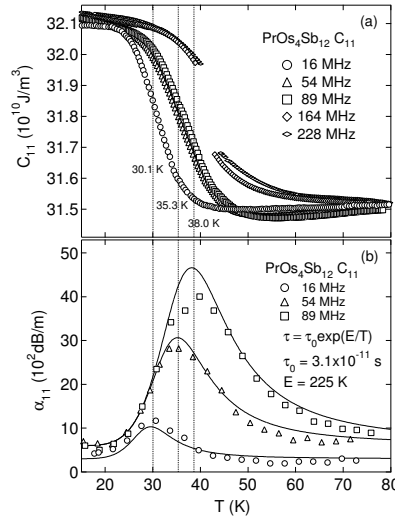 32.1
32.0
31.9
31.8
31.7
31.6
31.5
C11 (10^10 J/m^3)
(a)
PrOs4Sb12 C11
16 MHz
54 MHz
89 MHz
164 MHz
228 MHz
30.1 K
35.3 K
38.0 K
50
40
30
20
10
0
α11 (10^2 dB/m)
(b)
PrOs4Sb12 C11
16 MHz
54 MHz
89 MHz
τ = τ0exp(E/T)
τ0 = 3.1x10^-11 s
E = 225 K
20 30 40 50 60 70 80
T (K)